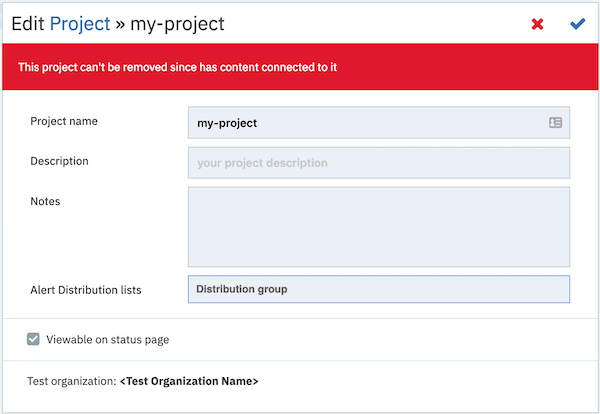 Edit Project » my-project
This project can't be removed since has content connected to it
Project name
my-project
Description
your project description
Notes
Alert Distribution lists
Distribution group
Viewable on status page
Test organization: <Test Organization Name>